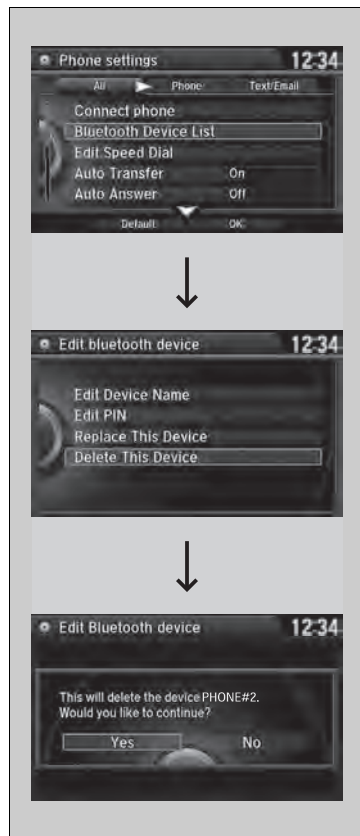 Phone settings 12:34
All Phone Text/Email
Connect phone
Bluetooth Device List
Edit Speed Dial
Auto Transfer On
Auto Answer Off
Default OK
Edit bluetooth device 12:34
Edit Device Name
Edit PIN
Replace This Device
Delete This Device
Edit Bluetooth device 12:34
This will delete the device PHONE#2.
Would you like to continue?
Yes No